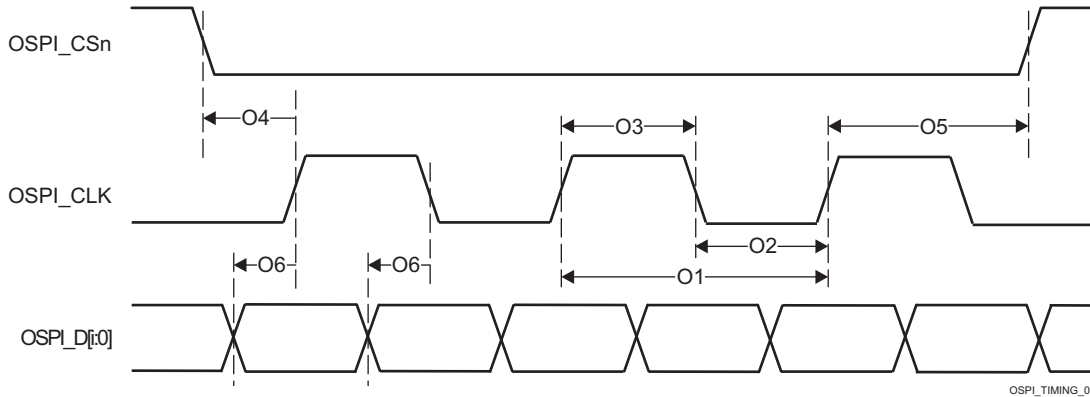 OSPI_CSn
O4
O3
O5
OSPI_CLK
O2
O6
O6
O1
OSPI_D[i:0]
OSPI_TIMING_0